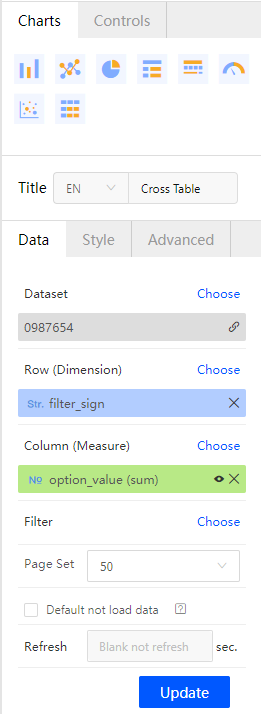 Charts Controls
Title EN Cross Table
Data Style Advanced
Dataset Choose
0987654
Row (Dimension) Choose
Str. filter_sign
Column (Measure) Choose
No option_value (sum)
Filter Choose
Page Set 50
Default not load data ?
Refresh Blank not refresh sec.
Update